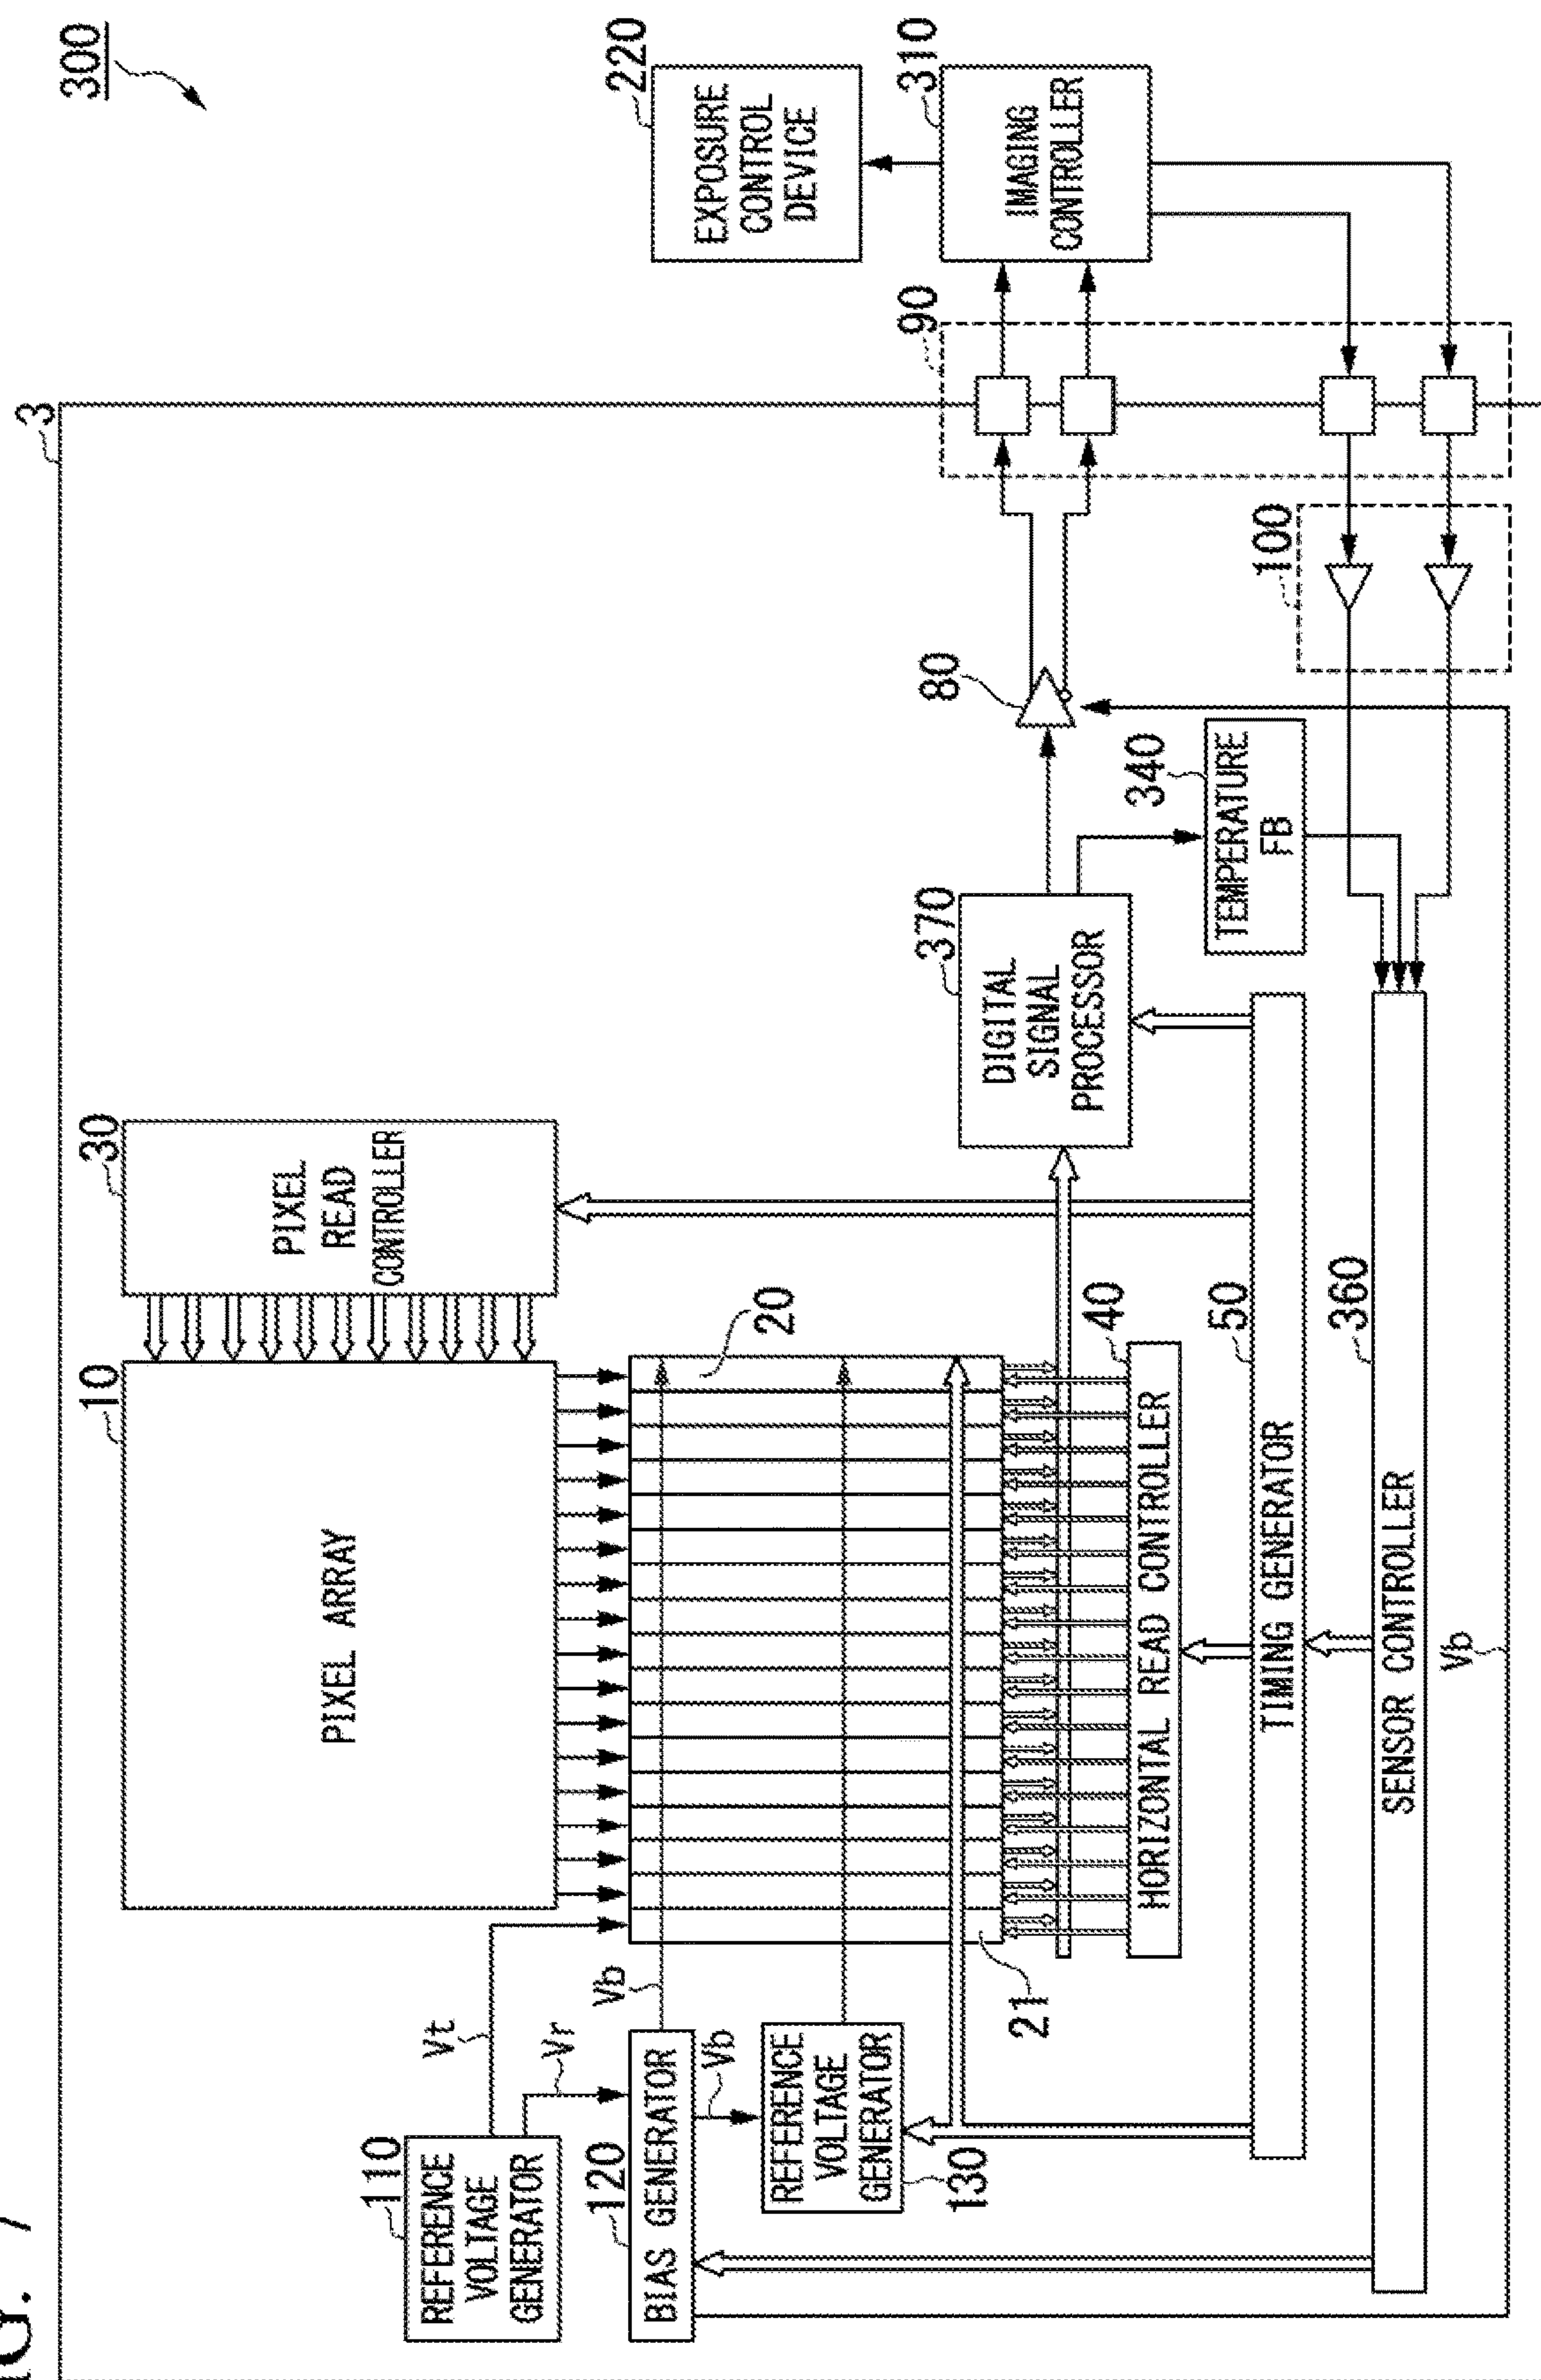 FIG. 7
300
3
10
PIXEL ARRAY
30
PIXEL
READ
CONTROLLER
110
REFERENCE
VOLTAGE
GENERATOR
Vt
Vr
120
BIAS GENERATOR
Vb
Vb
REFERENCE
VOLTAGE
GENERATOR
130
20
21
40
HORIZONTAL READ CONTROLLER
50
TIMING GENERATOR
360
SENSOR CONTROLLER
Vb
370
DIGITAL
SIGNAL
PROCESSOR
340
TEMPERATURE
FB
80
100
90
220
EXPOSURE
CONTROL
DEVICE
310
IMAGING
CONTROLLER